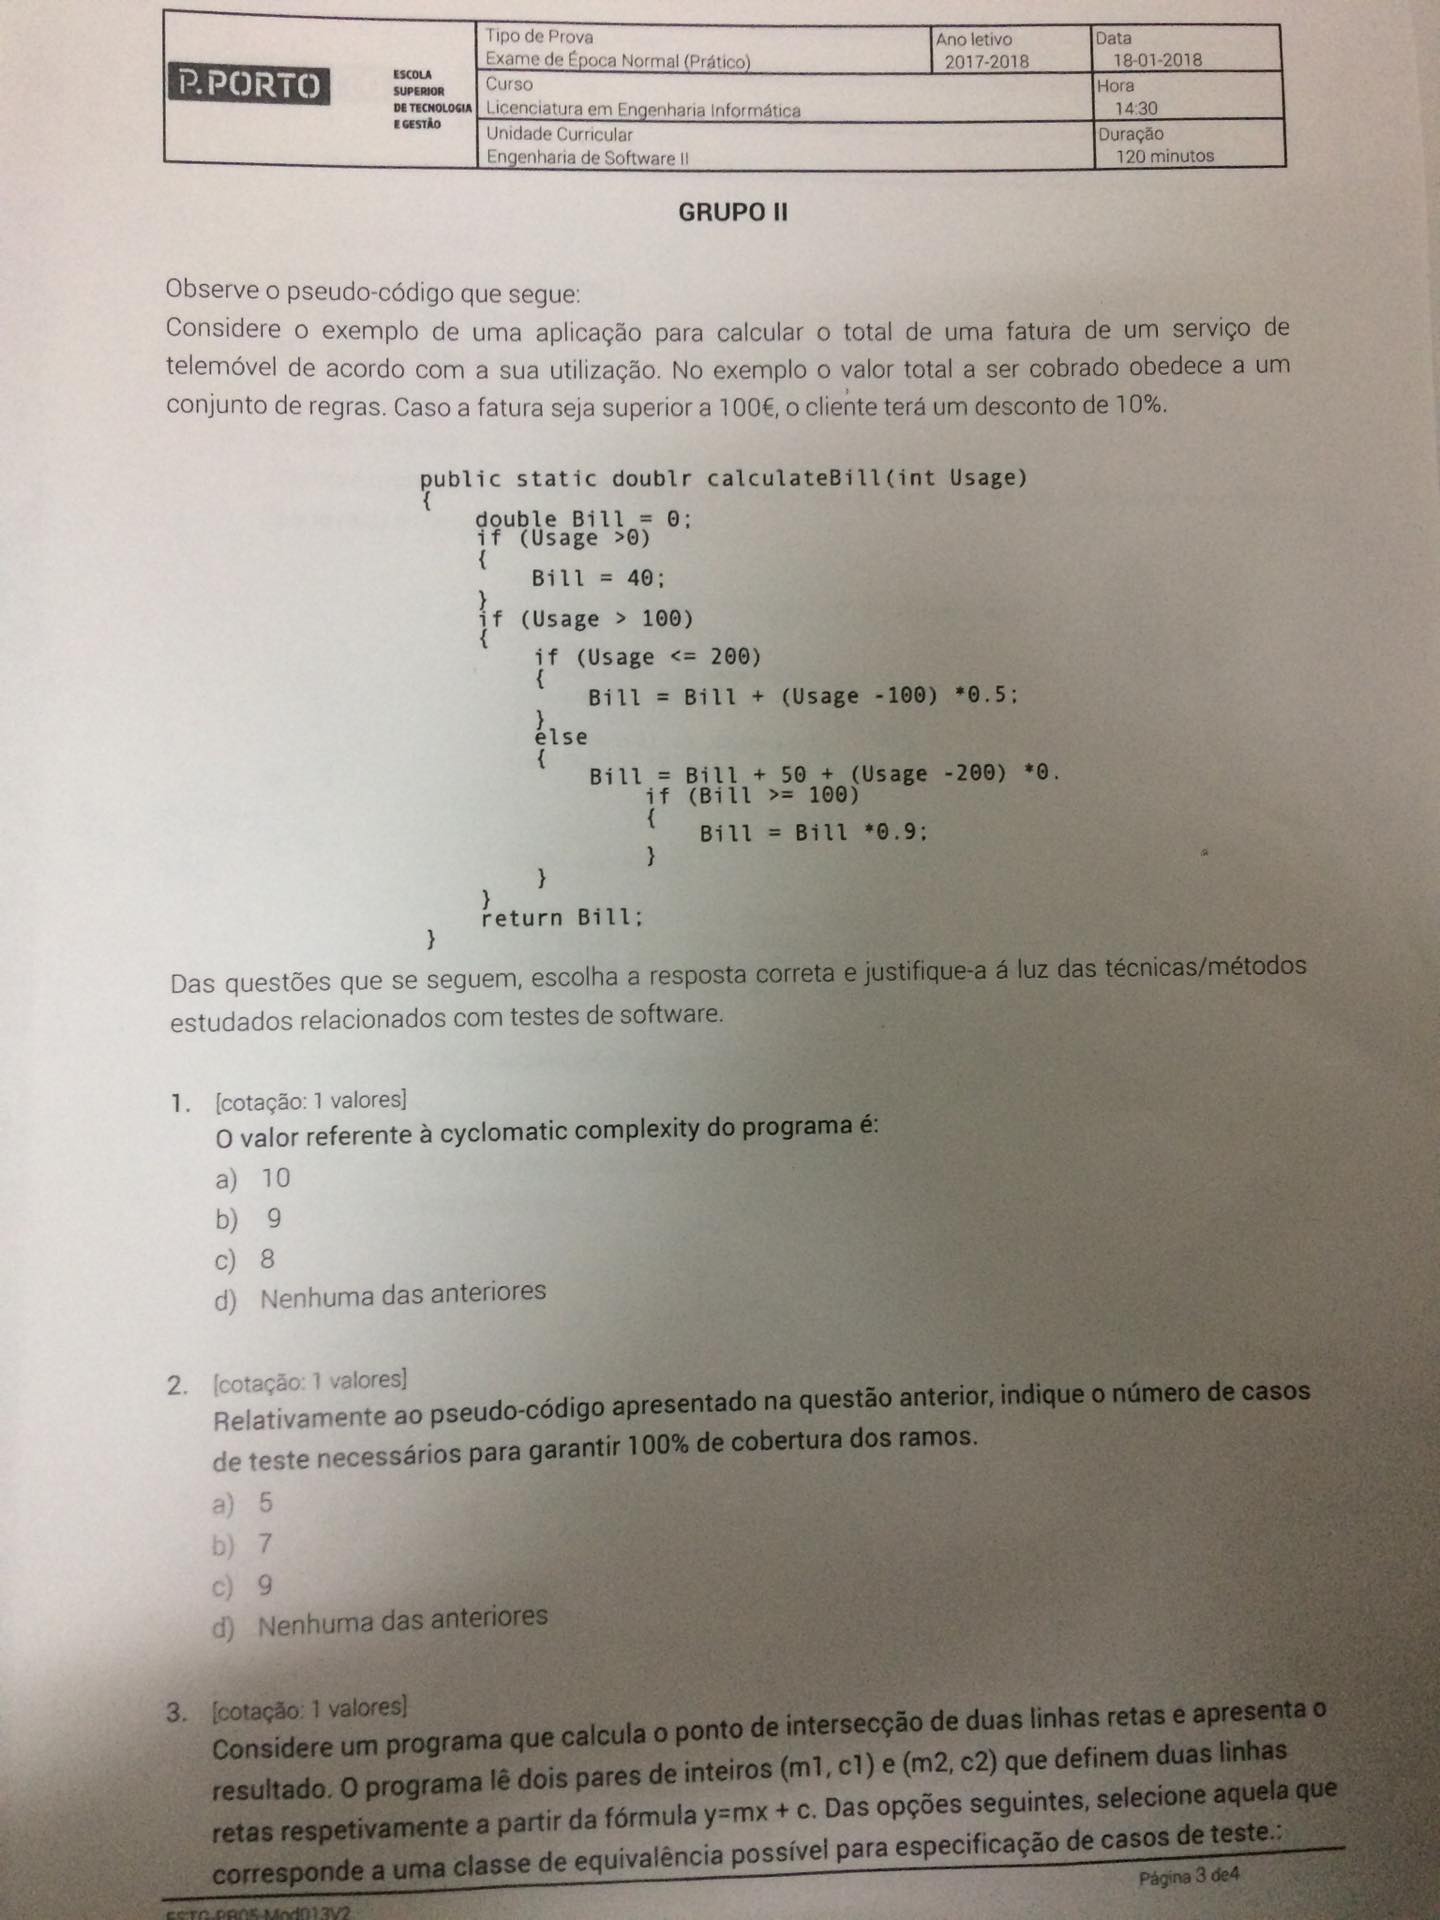 P.PORTO
ESCOLA
SUPERIOR
DE TECNOLOGIA
E GESTÃO
Tipo de Prova
Exame de Época Normal (Prático)
Ano letivo
2017-2018
Data
18-01-2018
Curso
Licenciatura em Engenharia Informática
Hora
14:30
Unidade Curricular
Engenharia de Software II
Duração
120 minutos
GRUPO II
Observe o pseudo-código que segue:
Considere o exemplo de uma aplicação para calcular o total de uma fatura de um serviço de
telemóvel de acordo com a sua utilização. No exemplo o valor total a ser cobrado obedece a um
conjunto de regras. Caso a fatura seja superior a 100€, o cliente terá um desconto de 10%.
public static doublr calculateBill(int Usage)
{
double Bill = 0;
if (Usage >0)
{
Bill = 40;
}
if (Usage > 100)
{
if (Usage <= 200)
{
Bill = Bill + (Usage -100) *0.5;
}
else
{
Bill = Bill + 50 + (Usage -200) *0.
if (Bill >= 100)
{
Bill = Bill *0.9;
}
}
}
return Bill;
}
Das questões que se seguem, escolha a resposta correta e justifique-a á luz das técnicas/métodos
estudados relacionados com testes de software.
1. [cotação: 1 valores]
O valor referente à cyclomatic complexity do programa é:
a) 10
b) 9
c) 8
d) Nenhuma das anteriores
2. [cotação: 1 valores]
Relativamente ao pseudo-código apresentado na questão anterior, indique o número de casos
de teste necessários para garantir 100% de cobertura dos ramos.
a) 5
b) 7
c) 9
d) Nenhuma das anteriores
3. [cotação: 1 valores]
Considere um programa que calcula o ponto de intersecção de duas linhas retas e apresenta o
resultado. O programa lê dois pares de inteiros (m1, c1) e (m2, c2) que definem duas linhas
retas respetivamente a partir da fórmula y=mx + c. Das opções seguintes, selecione aquela que
corresponde a uma classe de equivalência possível para especificação de casos de teste.:
Página 3 de4
ESTG-PR05-Mod013V2